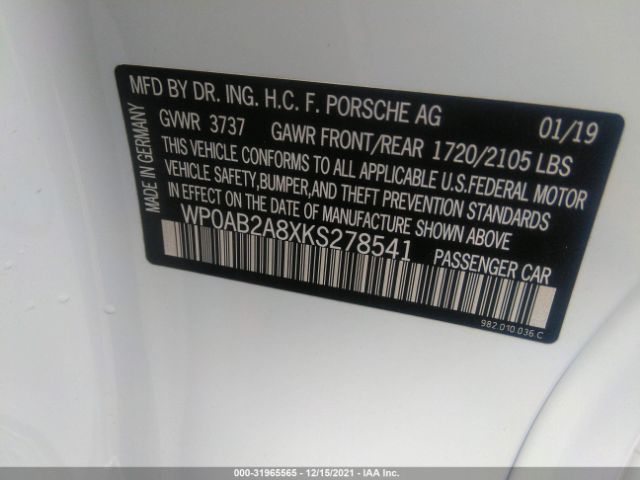 MFD BY DR. ING. H.C. F. PORSCHE AG 01/19
GVWR 3737 GAWR FRONT/REAR 1720/2105 LBS
THIS VEHICLE CONFORMS TO ALL APPLICABLE U.S.FEDERAL MOTOR
VEHICLE SAFETY,BUMPER,AND THEFT PREVENTION STANDARDS
IN EFFECT ON THE DATE OF MANUFACTURE SHOWN ABOVE
WP0AB2A8XKS278541 PASSENGER CAR
MADE IN GERMANY
982.010.036 C
000-31965565 - 12/15/2021 - IAA Inc.